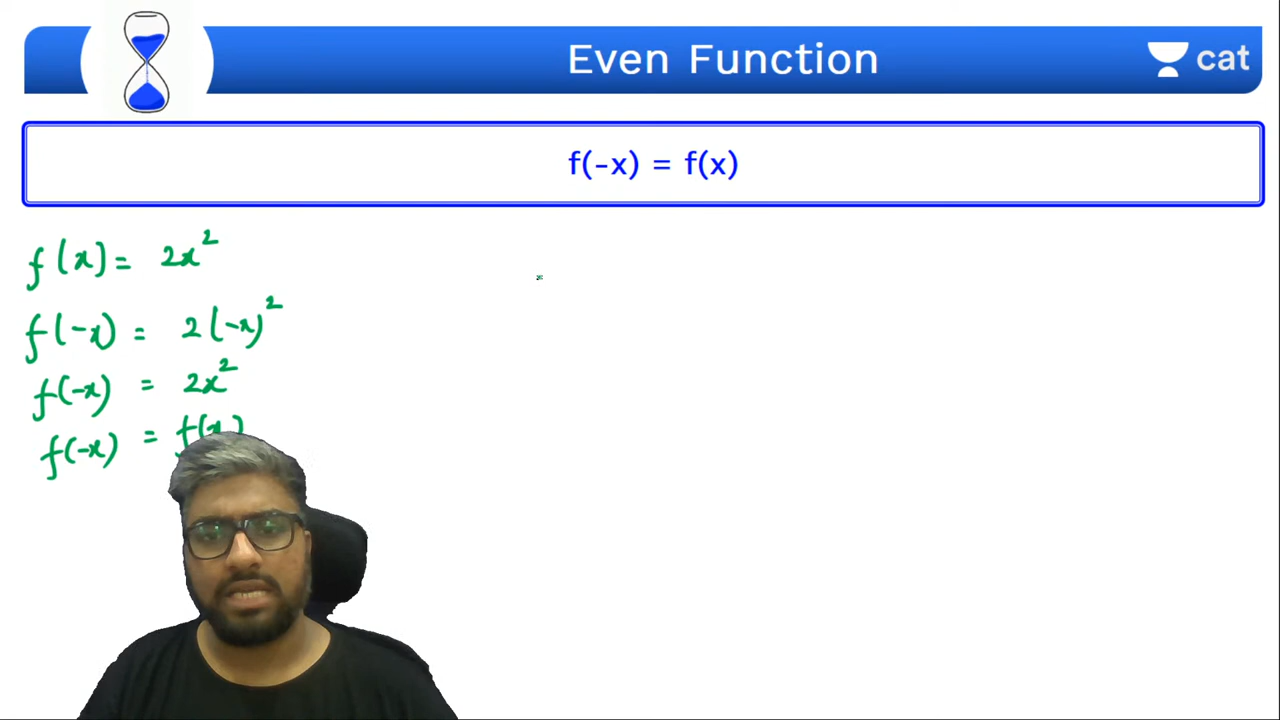 Even Function
cat
f(-x) = f(x)
f(x) = 2x²
f(-x) = 2(-x)²
f(-x) = 2x²
f(-x) = f(x)